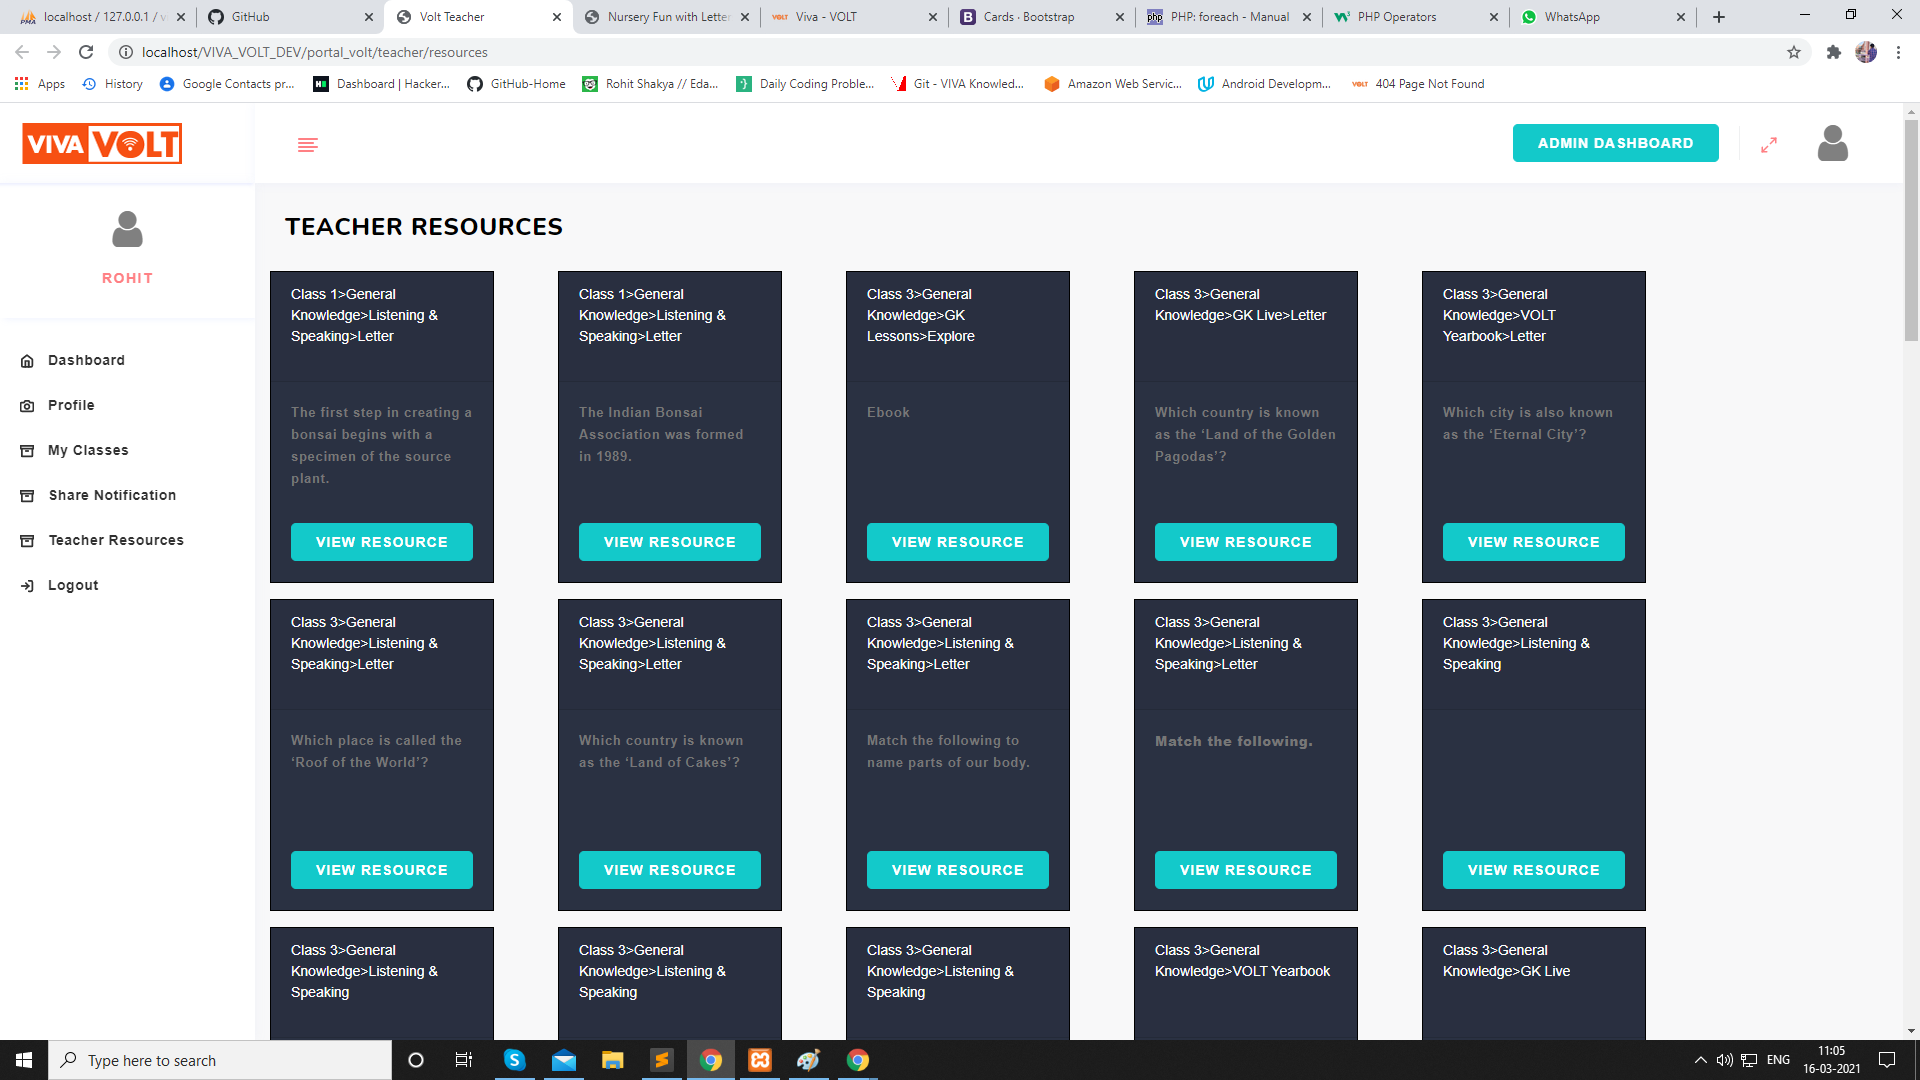 localhost / 127.0.0.1 / v
GitHub
Volt Teacher
Nursery Fun with Letter
Viva - VOLT
Cards · Bootstrap
PHP: foreach - Manual
PHP Operators
WhatsApp
localhost/VIVA_VOLT_DEV/portal_volt/teacher/resources
Apps
History
Google Contacts pr...
Dashboard | Hacker...
GitHub-Home
Rohit Shakya // Eda...
Daily Coding Proble...
Git - VIVA Knowled...
Amazon Web Servic...
Android Developm...
404 Page Not Found
VIVA VOLT
ADMIN DASHBOARD
ROHIT
Dashboard
Profile
My Classes
Share Notification
Teacher Resources
Logout
TEACHER RESOURCES
Class 1>General
Knowledge>Listening &
Speaking>Letter
The first step in creating a
bonsai begins with a
specimen of the source
plant.
VIEW RESOURCE
Class 1>General
Knowledge>Listening &
Speaking>Letter
The Indian Bonsai
Association was formed
in 1989.
VIEW RESOURCE
Class 3>General
Knowledge>GK
Lessons>Explore
Ebook
VIEW RESOURCE
Class 3>General
Knowledge>GK Live>Letter
Which country is known
as the ‘Land of the Golden
Pagodas’?
VIEW RESOURCE
Class 3>General
Knowledge>VOLT
Yearbook>Letter
Which city is also known
as the ‘Eternal City’?
VIEW RESOURCE
Class 3>General
Knowledge>Listening &
Speaking>Letter
Which place is called the
‘Roof of the World’?
VIEW RESOURCE
Class 3>General
Knowledge>Listening &
Speaking>Letter
Which country is known
as the ‘Land of Cakes’?
VIEW RESOURCE
Class 3>General
Knowledge>Listening &
Speaking>Letter
Match the following to
name parts of our body.
VIEW RESOURCE
Class 3>General
Knowledge>Listening &
Speaking>Letter
Match the following.
VIEW RESOURCE
Class 3>General
Knowledge>Listening &
Speaking
VIEW RESOURCE
Class 3>General
Knowledge>Listening &
Speaking
Class 3>General
Knowledge>Listening &
Speaking
Class 3>General
Knowledge>Listening &
Speaking
Class 3>General
Knowledge>VOLT Yearbook
Class 3>General
Knowledge>GK Live
Type here to search
ENG
11:05
16-03-2021